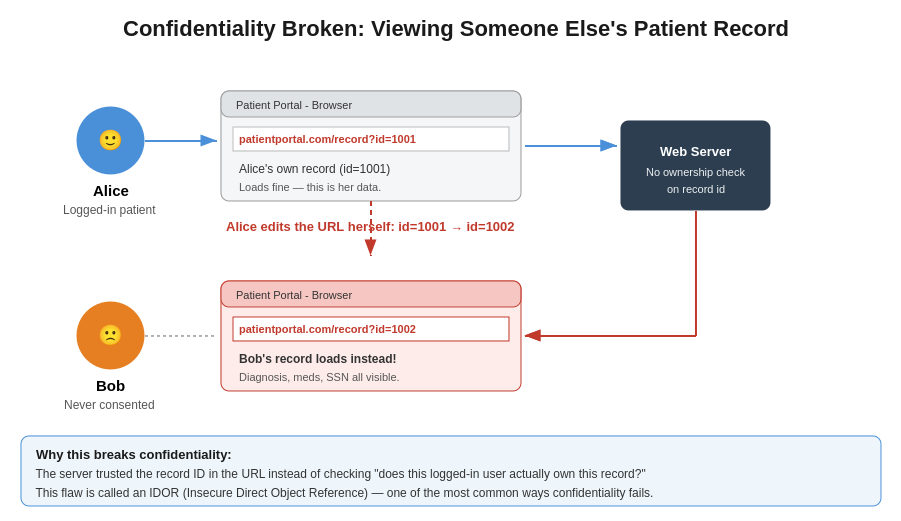 Confidentiality Broken: Viewing Someone Else's Patient Record
Patient Portal - Browser
patientportal.com/record?id=1001
Alice's own record (id=1001)
Loads fine — this is her data.
Alice
Logged-in patient
Web Server
No ownership check
on record id
Alice edits the URL herself: id=1001 → id=1002
Patient Portal - Browser
patientportal.com/record?id=1002
Bob's record loads instead!
Diagnosis, meds, SSN all visible.
Bob
Never consented
Why this breaks confidentiality:
The server trusted the record ID in the URL instead of checking "does this logged-in user actually own this record?"
This flaw is called an IDOR (Insecure Direct Object Reference) — one of the most common ways confidentiality fails.